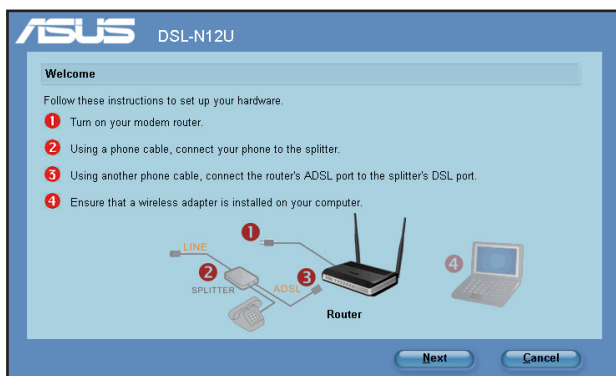 ASUS DSL-N12U
Welcome
Follow these instructions to set up your hardware.
1 Turn on your modem router.
2 Using a phone cable, connect your phone to the splitter.
3 Using another phone cable, connect the router's ADSL port to the splitter's DSL port.
4 Ensure that a wireless adapter is installed on your computer.
1
LINE
2
SPLITTER
3
ADSL
4
Router
Next Cancel